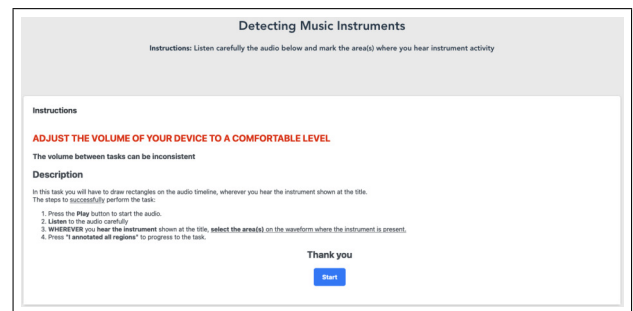 Detecting Music Instruments
Instructions: Listen carefully the audio below and mark the area(s) where you hear instrument activity
Instructions
ADJUST THE VOLUME OF YOUR DEVICE TO A COMFORTABLE LEVEL
The volume between tasks can be inconsistent
Description
In this task you will have to draw rectangles on the audio timeline, wherever you hear the instrument shown at the title.
The steps to successfully perform the task:
1. Press the Play button to start the audio.
2. Listen to the audio carefully
3. WHEREVER you hear the instrument shown at the title, select the area(s) on the waveform where the instrument is present.
4. Press "I annotated all regions" to progress to the task.
Thank you
Start